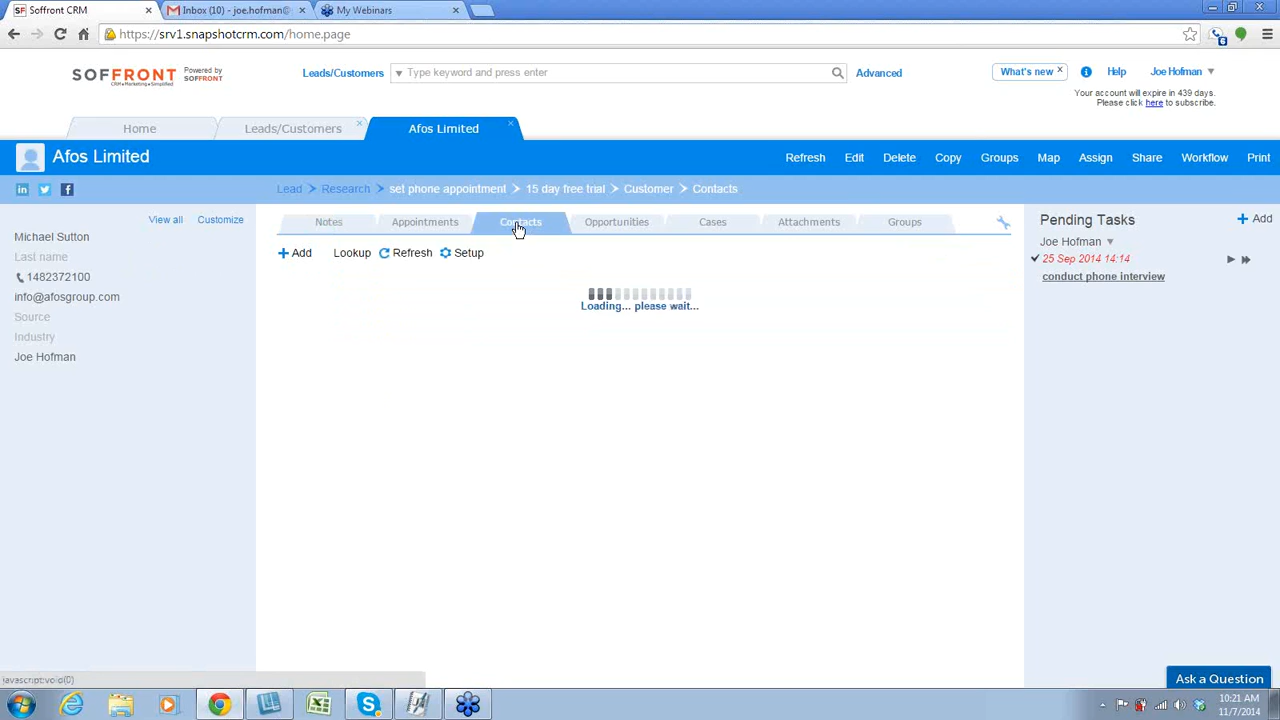 Soffront CRM
Inbox (10) - joe.hofman@
My Webinars
https://srv1.snapshotcrm.com/home.page
6
SOFFRONT
Powered by
SOFFRONT
Leads/Customers
Type keyword and press enter
Advanced
What's new x
Help
Joe Hofman
Your account will expire in 439 days.
Please click here to subscribe.
Home
Leads/Customers
Afos Limited
Afos Limited
Refresh
Edit
Delete
Copy
Groups
Map
Assign
Share
Workflow
Print
Lead > Research > set phone appointment > 15 day free trial > Customer > Contacts
View all
Customize
Michael Sutton
Last name
1482372100
info@afosgroup.com
Source
Industry
Joe Hofman
Notes
Appointments
Contacts
Opportunities
Cases
Attachments
Groups
+ Add
Lookup
Refresh
Setup
Loading... please wait...
Pending Tasks
+ Add
Joe Hofman
25 Sep 2014 14:14
conduct phone interview
javascript:void(0)
Ask a Question
10:21 AM
11/7/2014